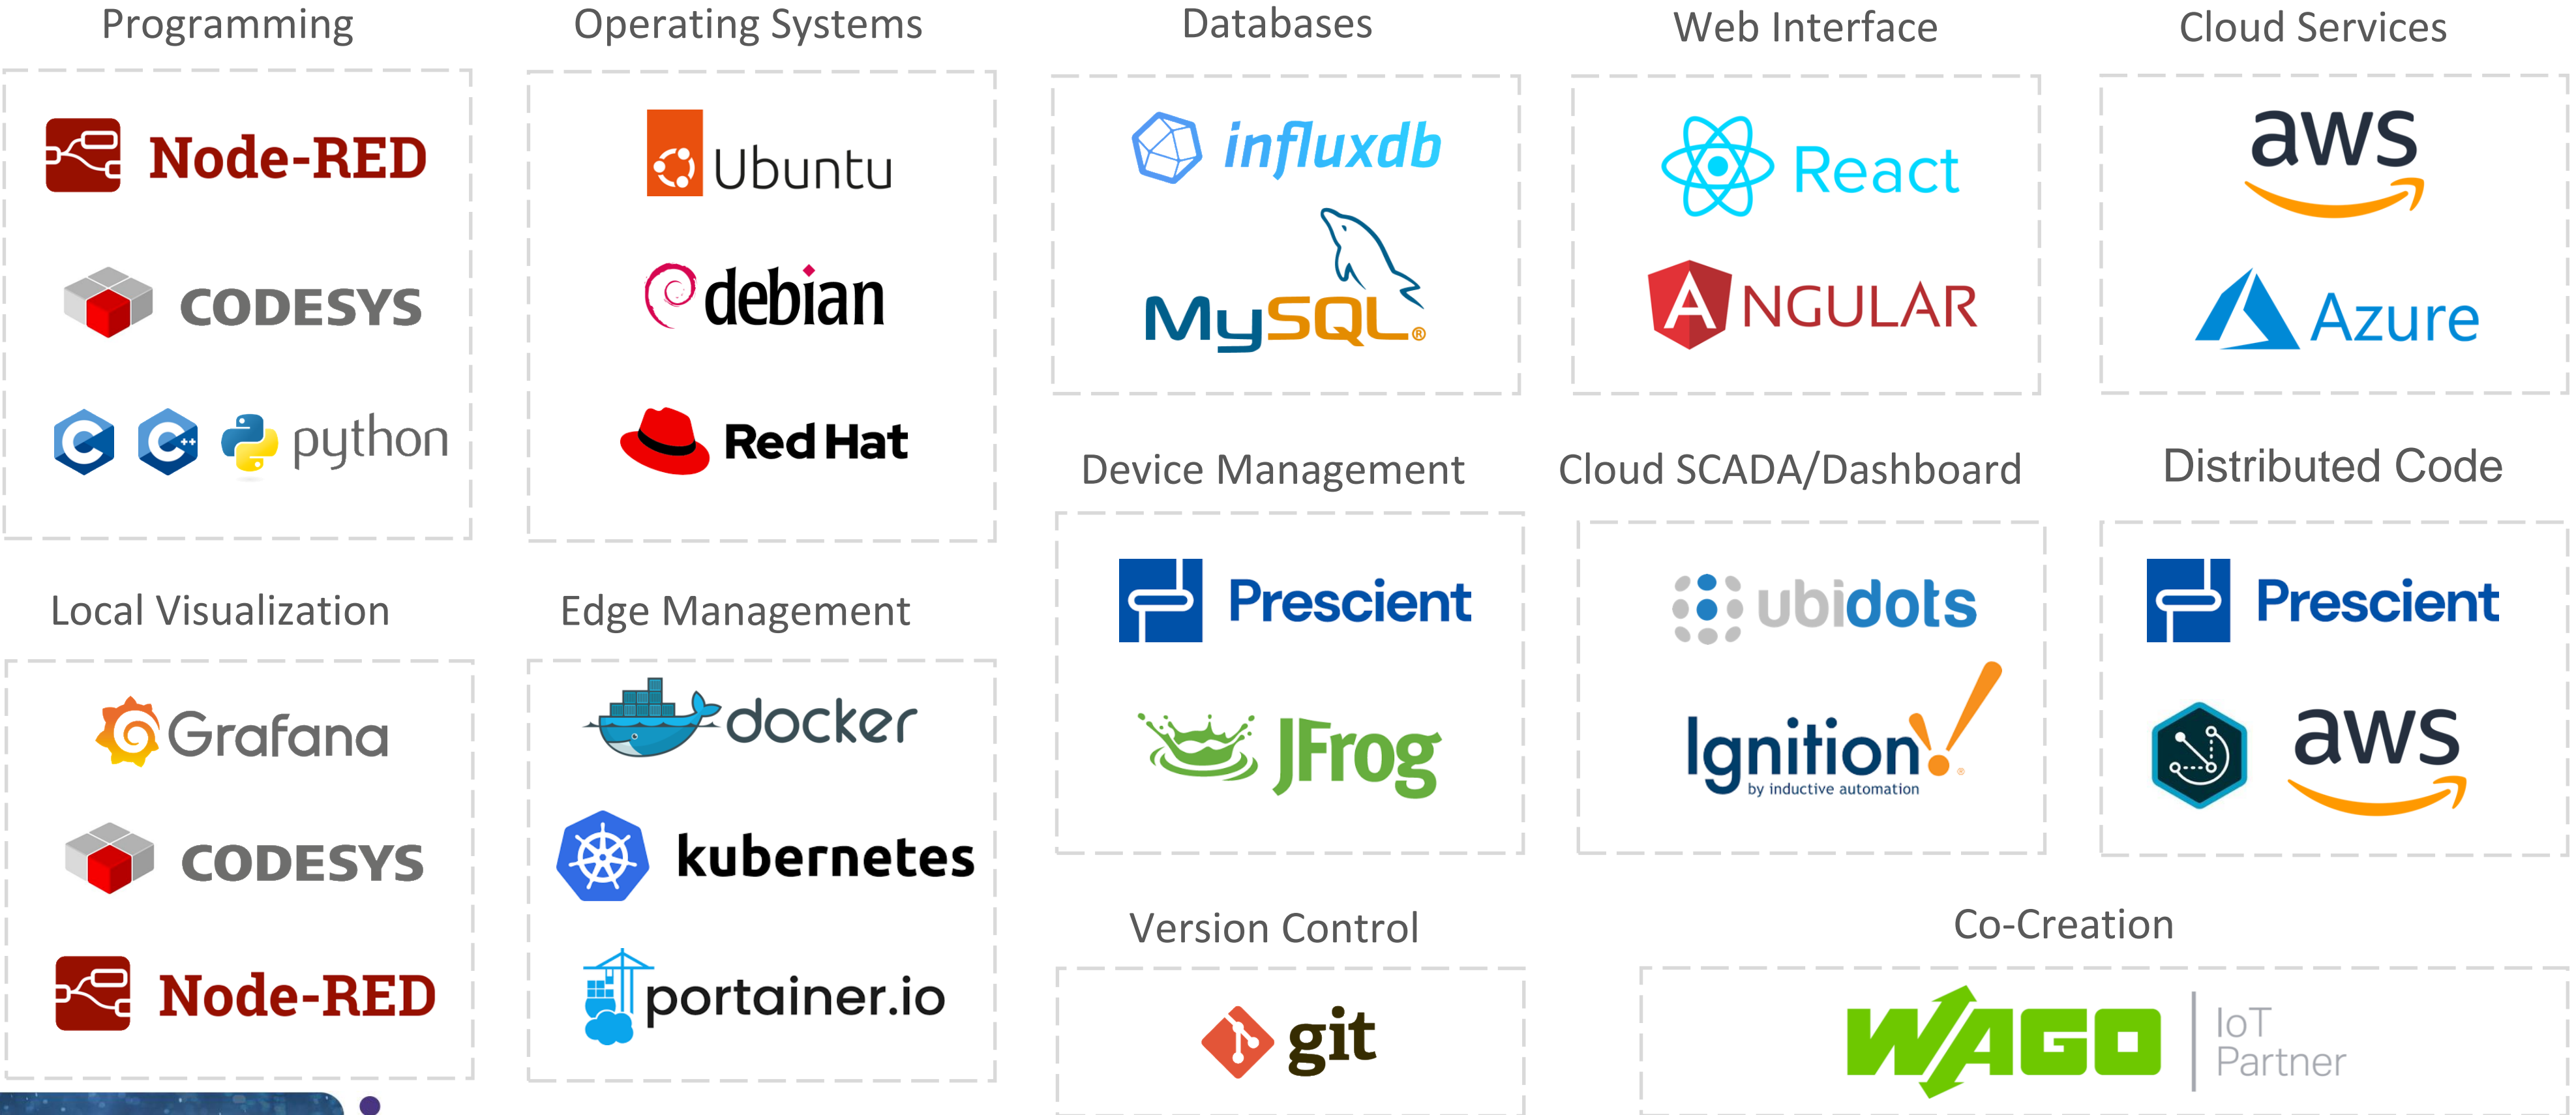 Programming
Node-RED
CODESYS
C C++ python
Operating Systems
Ubuntu
debian
Red Hat
Databases
influxdb
MySQL®
Web Interface
React
ANGULAR
Cloud Services
aws
Azure
Local Visualization
Grafana
CODESYS
Node-RED
Edge Management
docker
kubernetes
portainer.io
Device Management
Prescient
JFrog
Cloud SCADA/Dashboard
ubidots
Ignition!®
by inductive automation
Distributed Code
Prescient
aws
Version Control
git
Co-Creation
WAGO
IoT
Partner